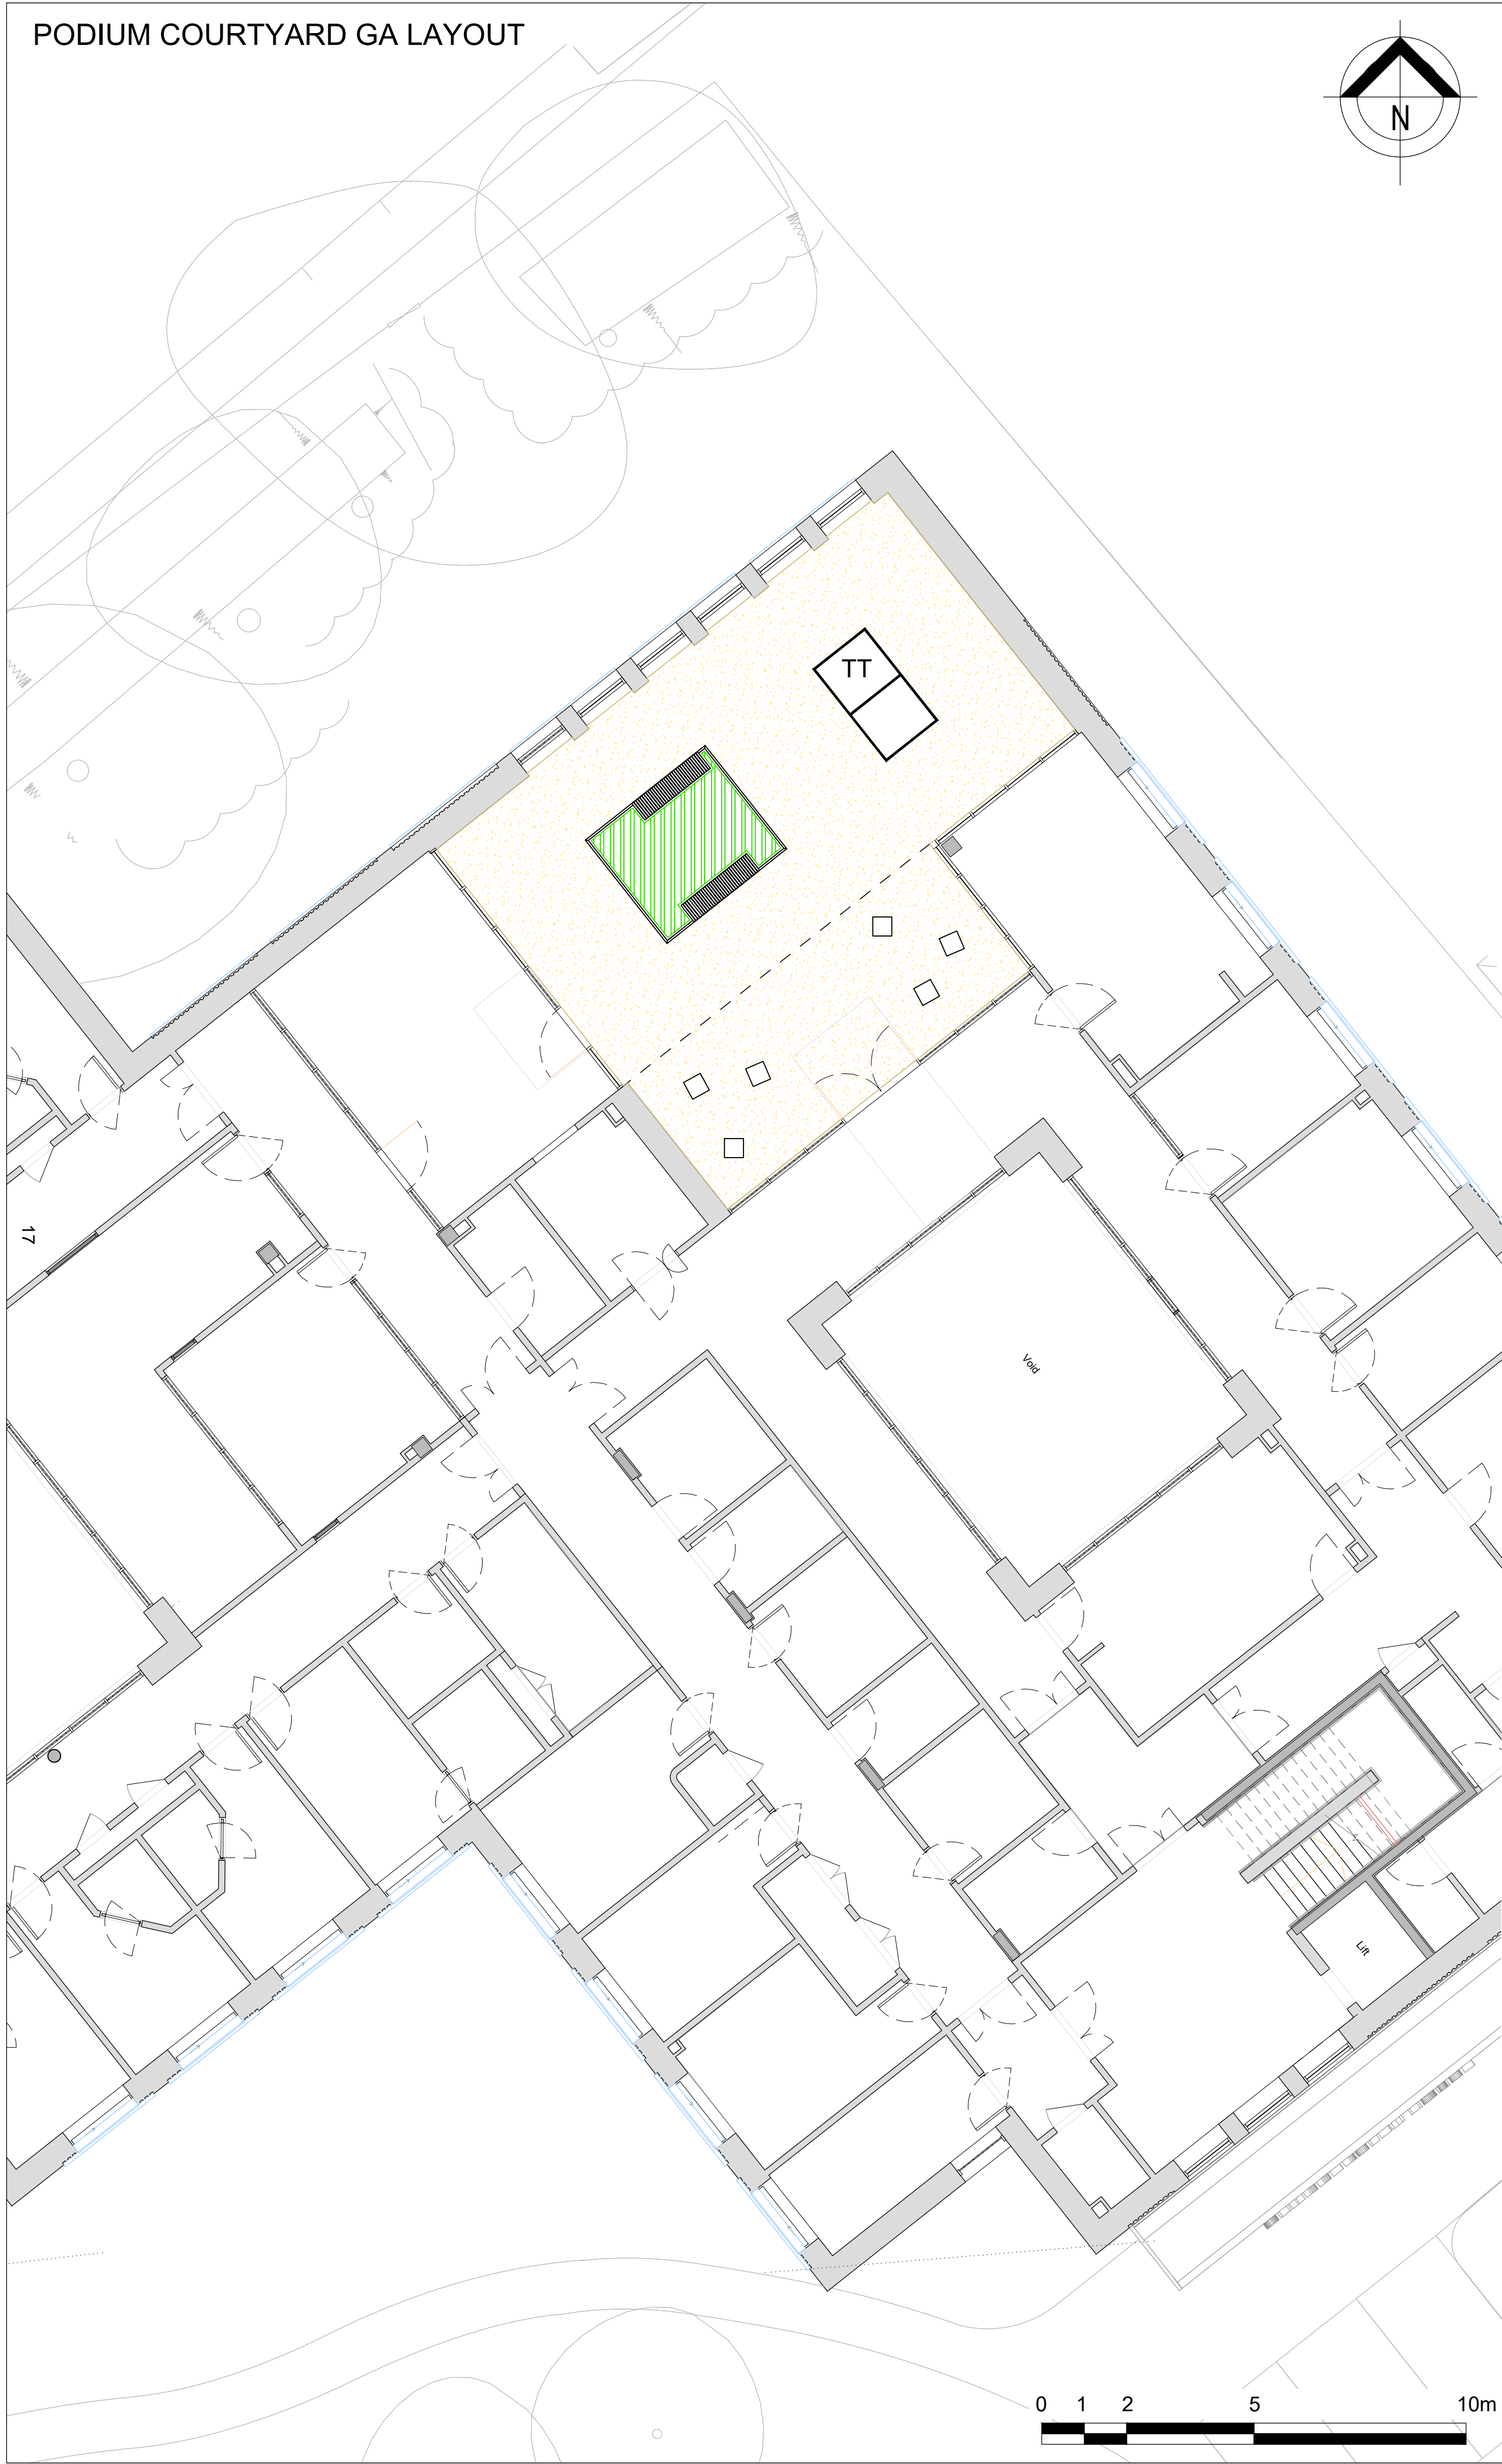 PODIUM COURTYARD GA LAYOUT
N
TT
17
Void
Lift
0 1 2 5 10m